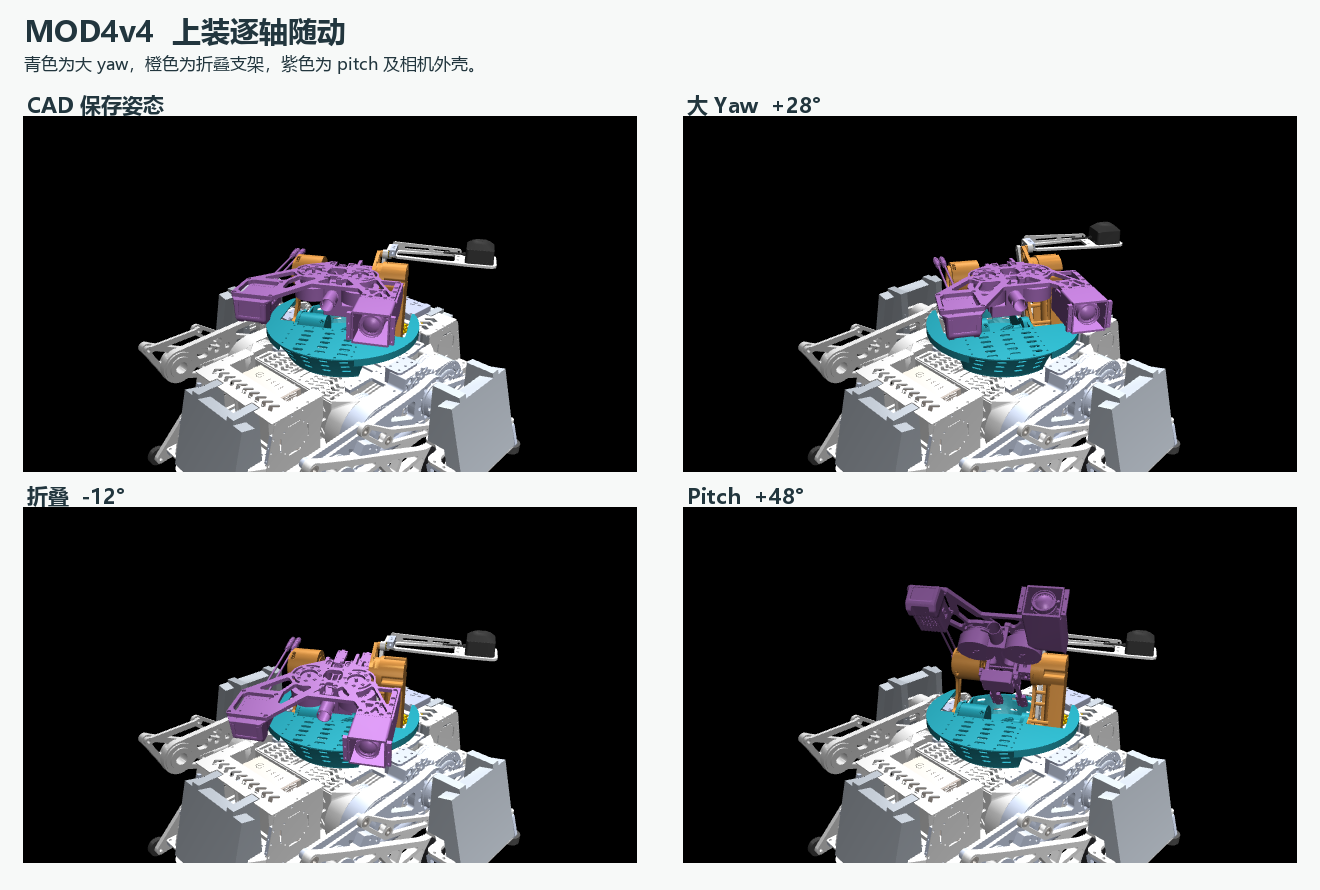 MOD4v4 上装逐轴随动
青色为大 yaw，橙色为折叠支架，紫色为 pitch 及相机外壳。
CAD 保存姿态
大 Yaw +28°
折叠 -12°
Pitch +48°